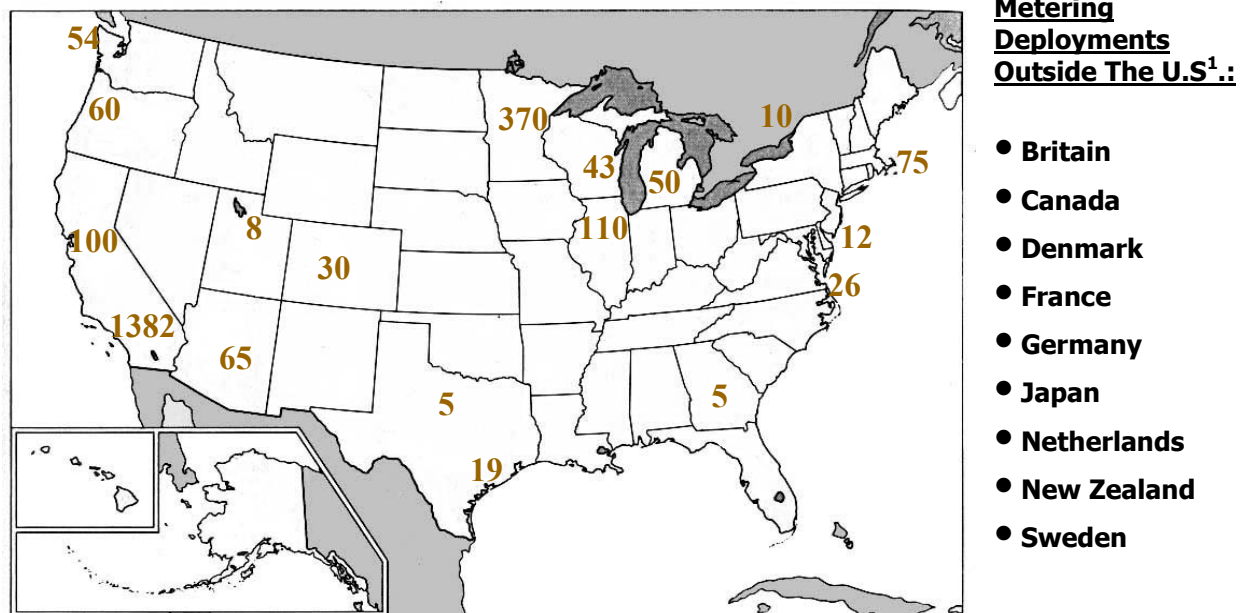 Metering
Deployments
Outside The U.S¹.:
54
60
370
10
43
50
75
100
8
110
12
30
26
1382
65
5
5
19
• Britain
• Canada
• Denmark
• France
• Germany
• Japan
• Netherlands
• New Zealand
• Sweden